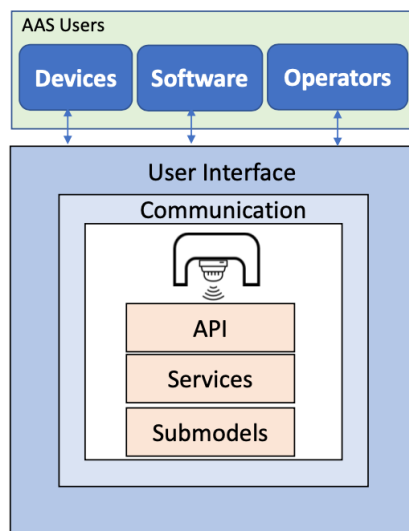 AAS Users
Devices
Software
Operators
User Interface
Communication
API
Services
Submodels